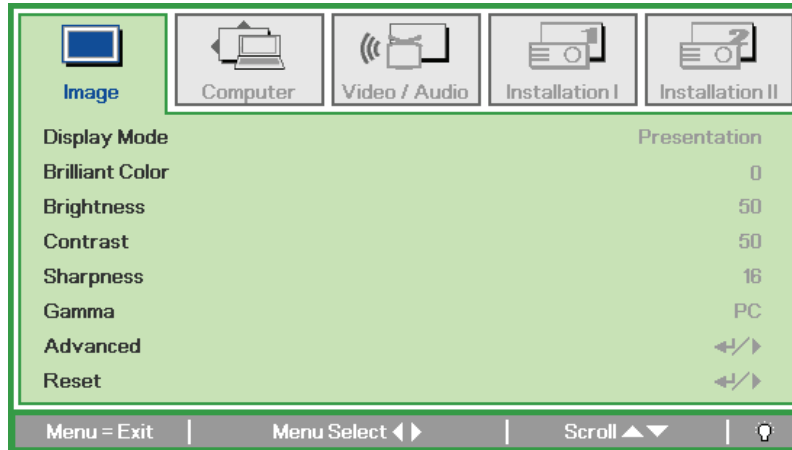 Image Computer Video / Audio Installation I Installation II
Display Mode Presentation
Brilliant Color 0
Brightness 50
Contrast 50
Sharpness 16
Gamma PC
Advanced ↵/▶
Reset ↵/▶
Menu = Exit | Menu Select ◀▶ | Scroll ▲▼ |